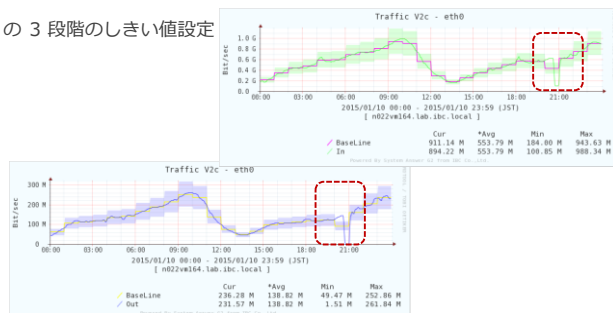 の 3 段階のしきい値設定
Traffic V2c - eth0
Bit/sec
1.0 G
0.8 G
0.6 G
0.4 G
0.2 G
0.0
00:00 03:00 06:00 09:00 12:00 15:00 18:00 21:00
2015/01/10 00:00 - 2015/01/10 23:59 (JST)
[ n022vm164.lab.ibc.local ]
Cur *Avg Min Max
BaseLine 911.14 M 553.79 M 184.00 M 943.63 M
In 894.22 M 553.79 M 100.85 M 988.34 M
Traffic V2c - eth0
Bit/sec
300 M
200 M
100 M
0
00:00 03:00 06:00 09:00 12:00 15:00 18:00 21:00
2015/01/10 00:00 - 2015/01/10 23:59 (JST)
[ n022vm164.lab.ibc.local ]
Cur *Avg Min Max
BaseLine 236.28 M 138.82 M 49.47 M 252.86 M
Out 231.57 M 138.82 M 1.51 M 261.84 M